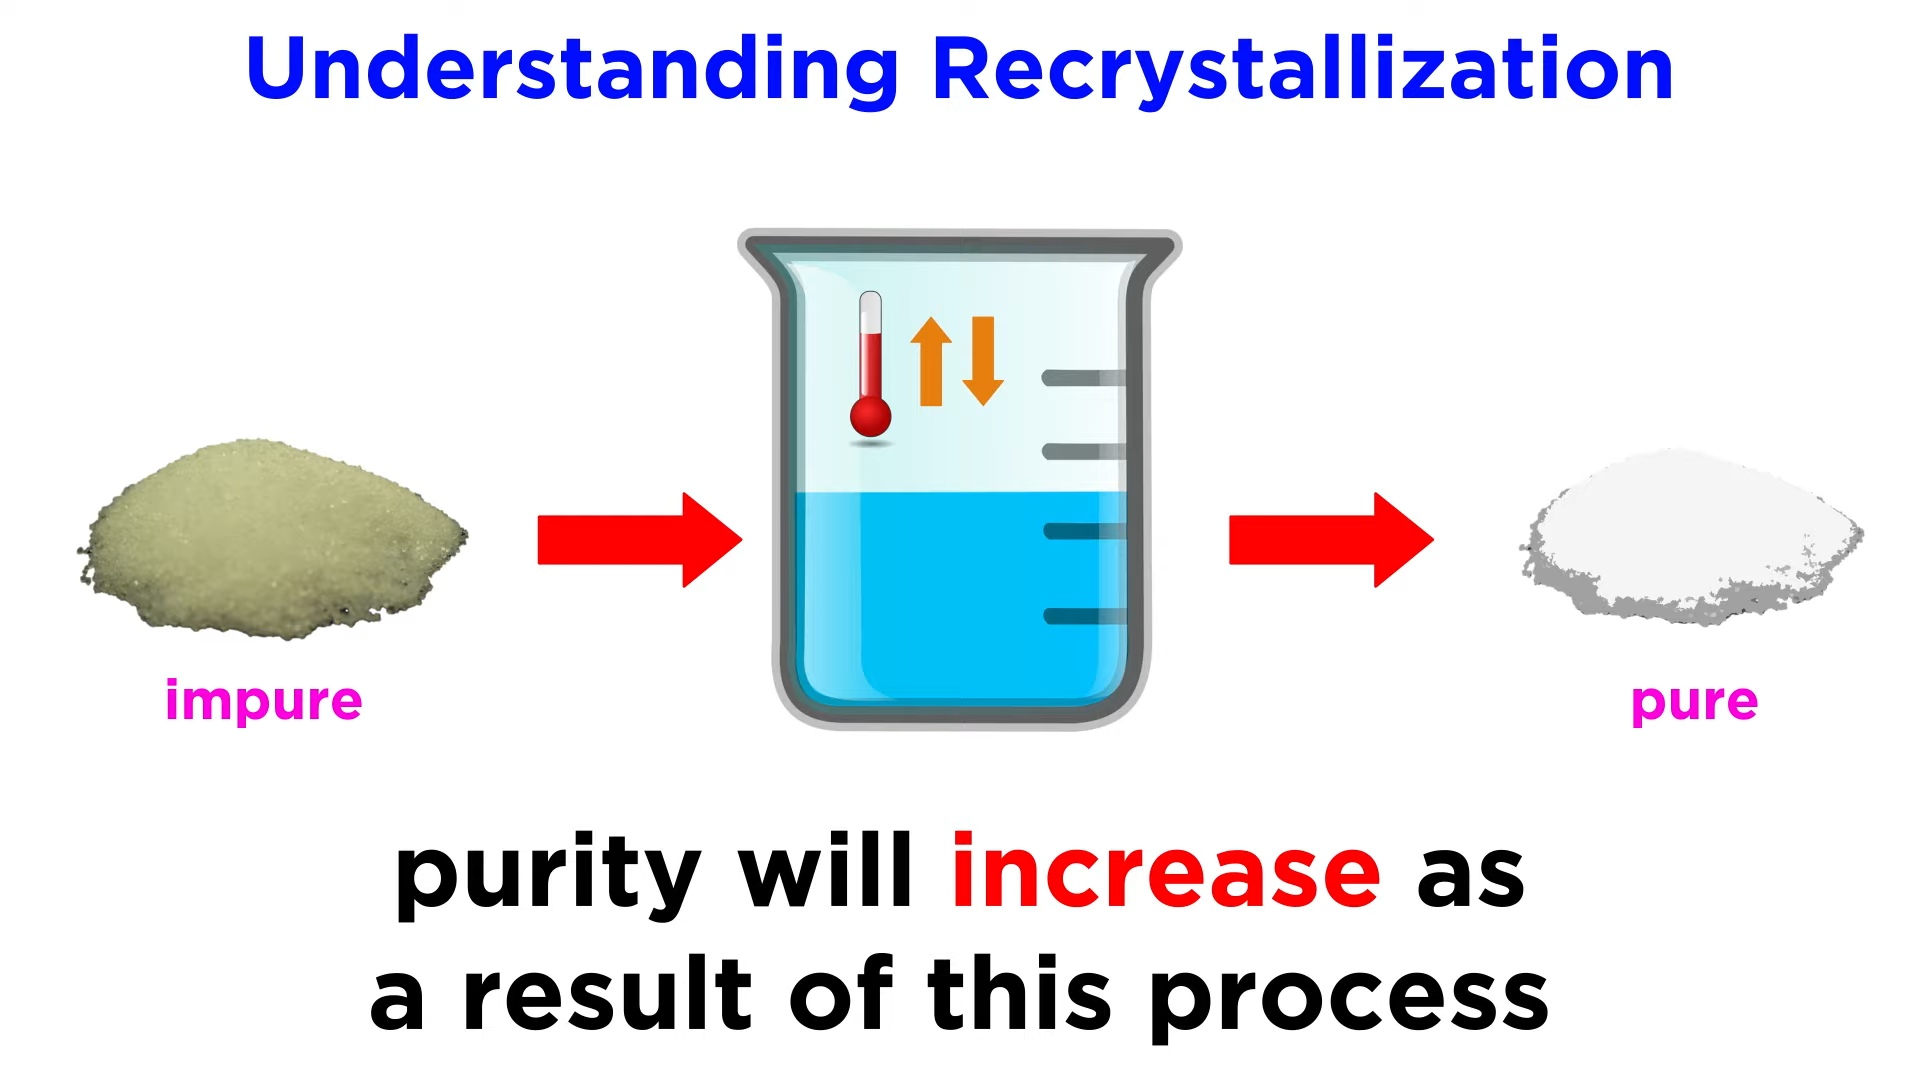 Understanding Recrystallization
impure
pure
purity will increase as
a result of this process